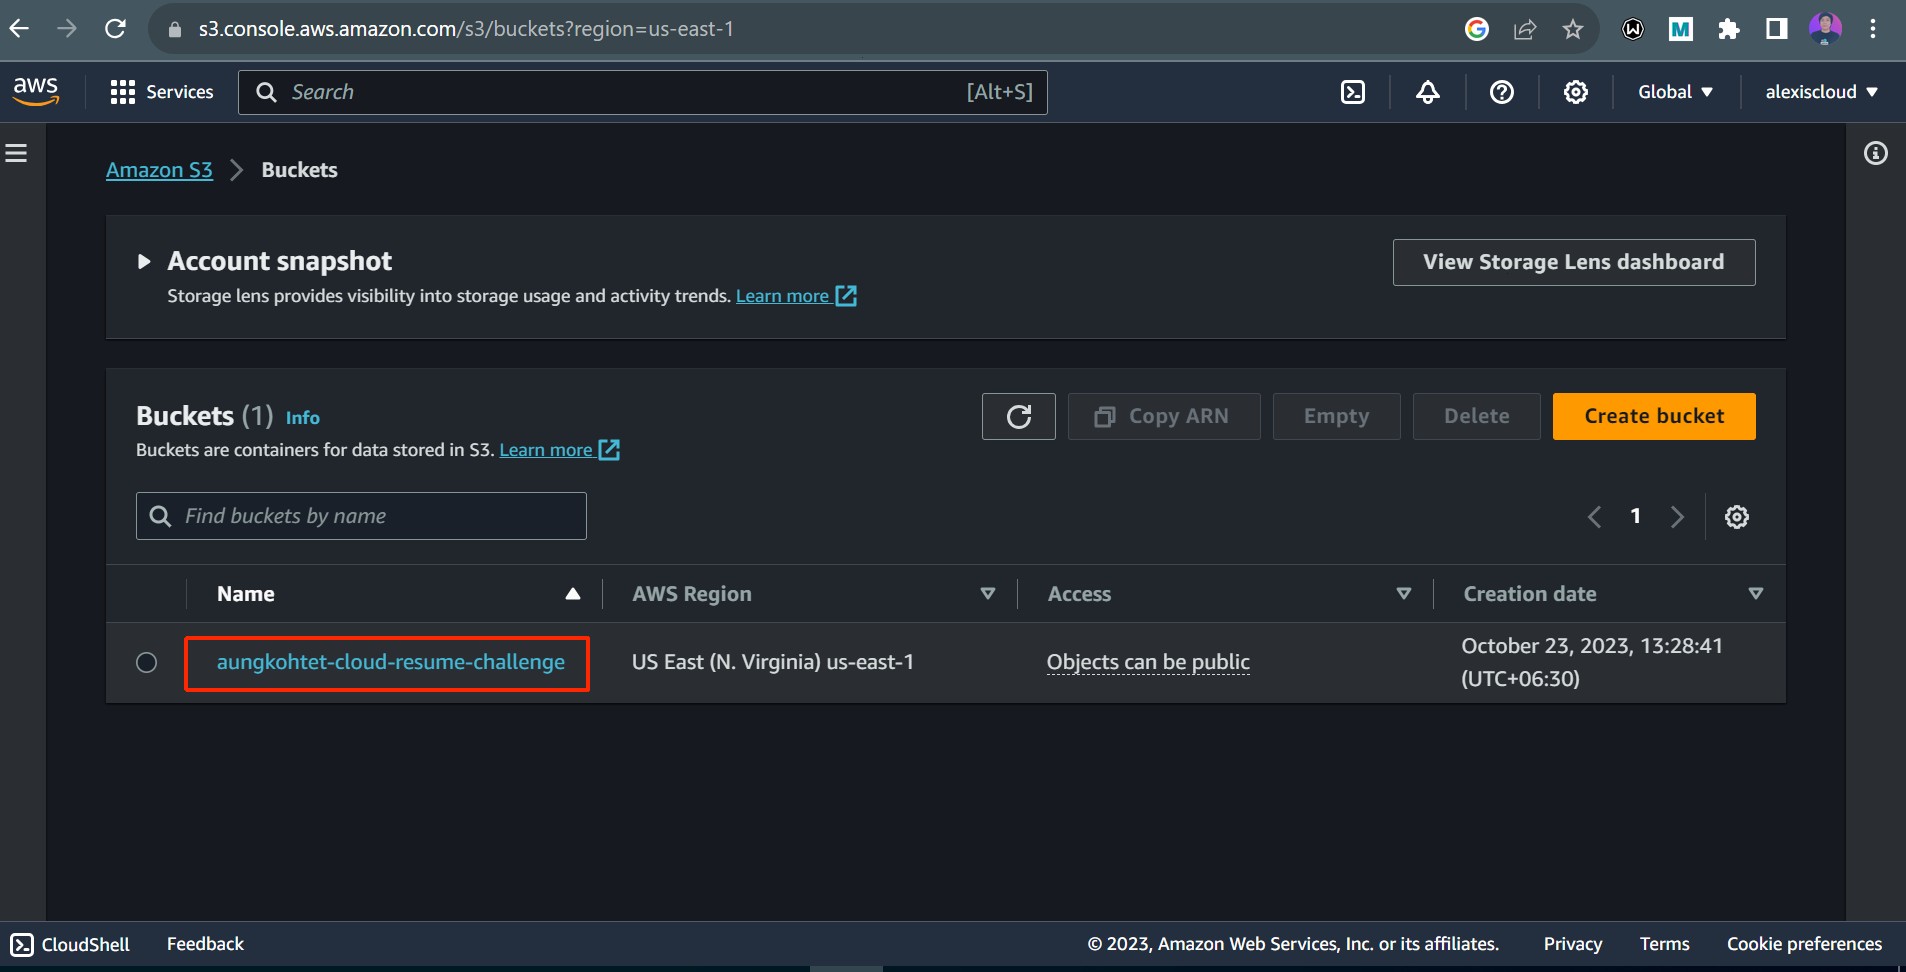 s3.console.aws.amazon.com/s3/buckets?region=us-east-1
aws Services Search [Alt+S] Global alexiscloud
Amazon S3 Buckets
Account snapshot
View Storage Lens dashboard
Storage lens provides visibility into storage usage and activity trends. Learn more
Buckets (1) Info
Copy ARN Empty Delete Create bucket
Buckets are containers for data stored in S3. Learn more
Find buckets by name
1
Name AWS Region Access Creation date
aungkohtet-cloud-resume-challenge US East (N. Virginia) us-east-1 Objects can be public October 23, 2023, 13:28:41
(UTC+06:30)
CloudShell Feedback © 2023, Amazon Web Services, Inc. or its affiliates. Privacy Terms Cookie preferences